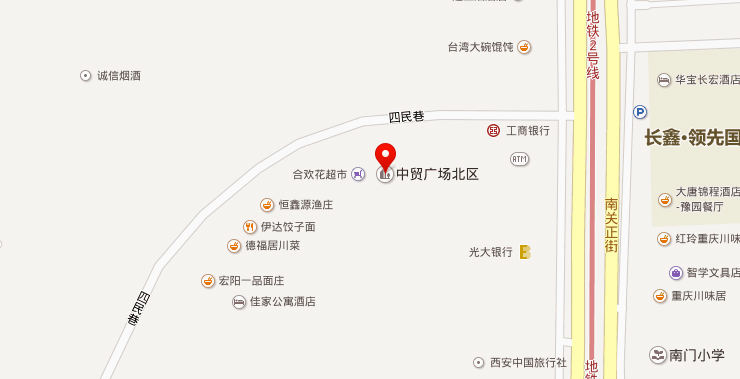 地铁2号线
台湾大碗馄饨
诚信烟酒
华宝长宏酒店
P
四民巷
工商银行
长鑫·领先国
ATM
合欢花超市
中贸广场北区
大唐锦程酒店
-豫园餐厅
恒鑫源渔庄
南关正街
伊达饺子面
红玲重庆川味
德福居川菜
光大银行
智学文具店
宏阳一品面庄
重庆川味居
四民巷
佳家公寓酒店
南门小学
西安中国旅行社
地铁